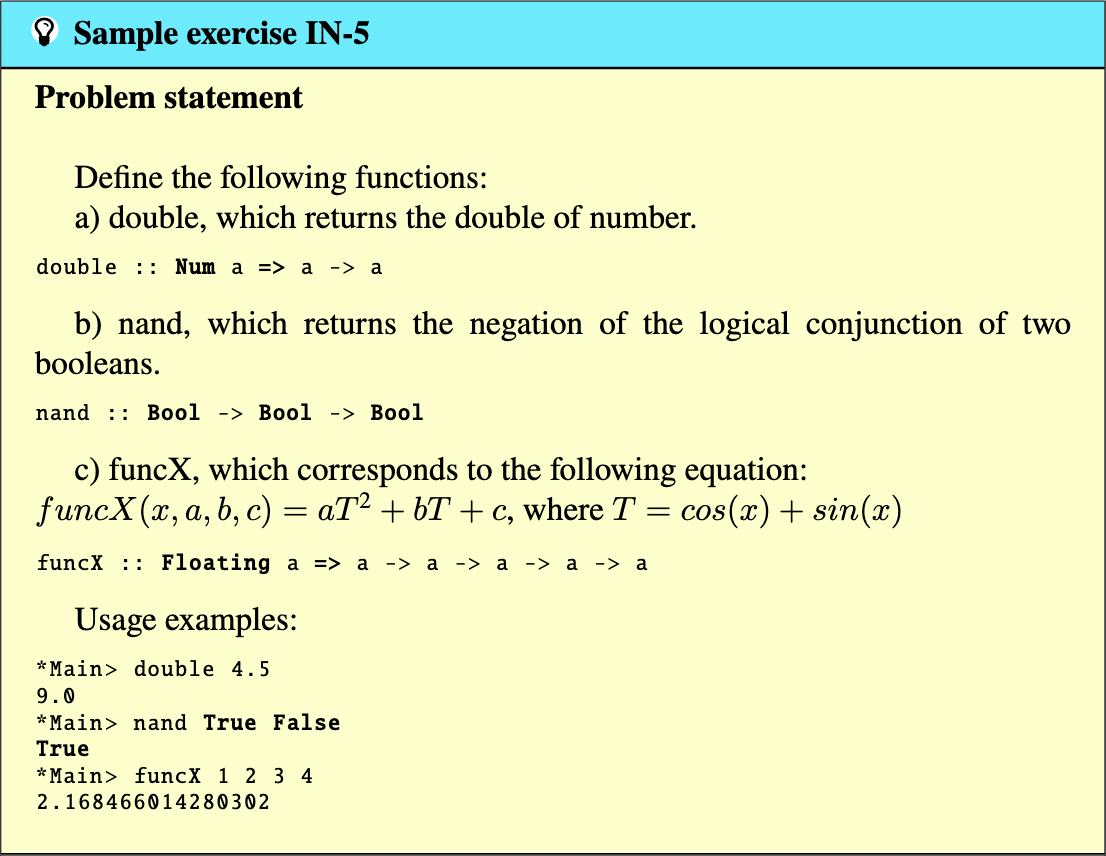 Sample exercise IN-5
Problem statement
Define the following functions:
a) double, which returns the double of number.
double :: Num a => a -> a
b) nand, which returns the negation of the logical conjunction of two
booleans.
nand :: Bool -> Bool -> Bool
c) funcX, which corresponds to the following equation:
funcX(x, a, b, c) = aT² + bT + c, where T = cos(x) + sin(x)
funcX :: Floating a => a -> a -> a -> a -> a
Usage examples:
*Main> double 4.5
9.0
*Main> nand True False
True
*Main> funcX 1 2 3 4
2.168466014280302